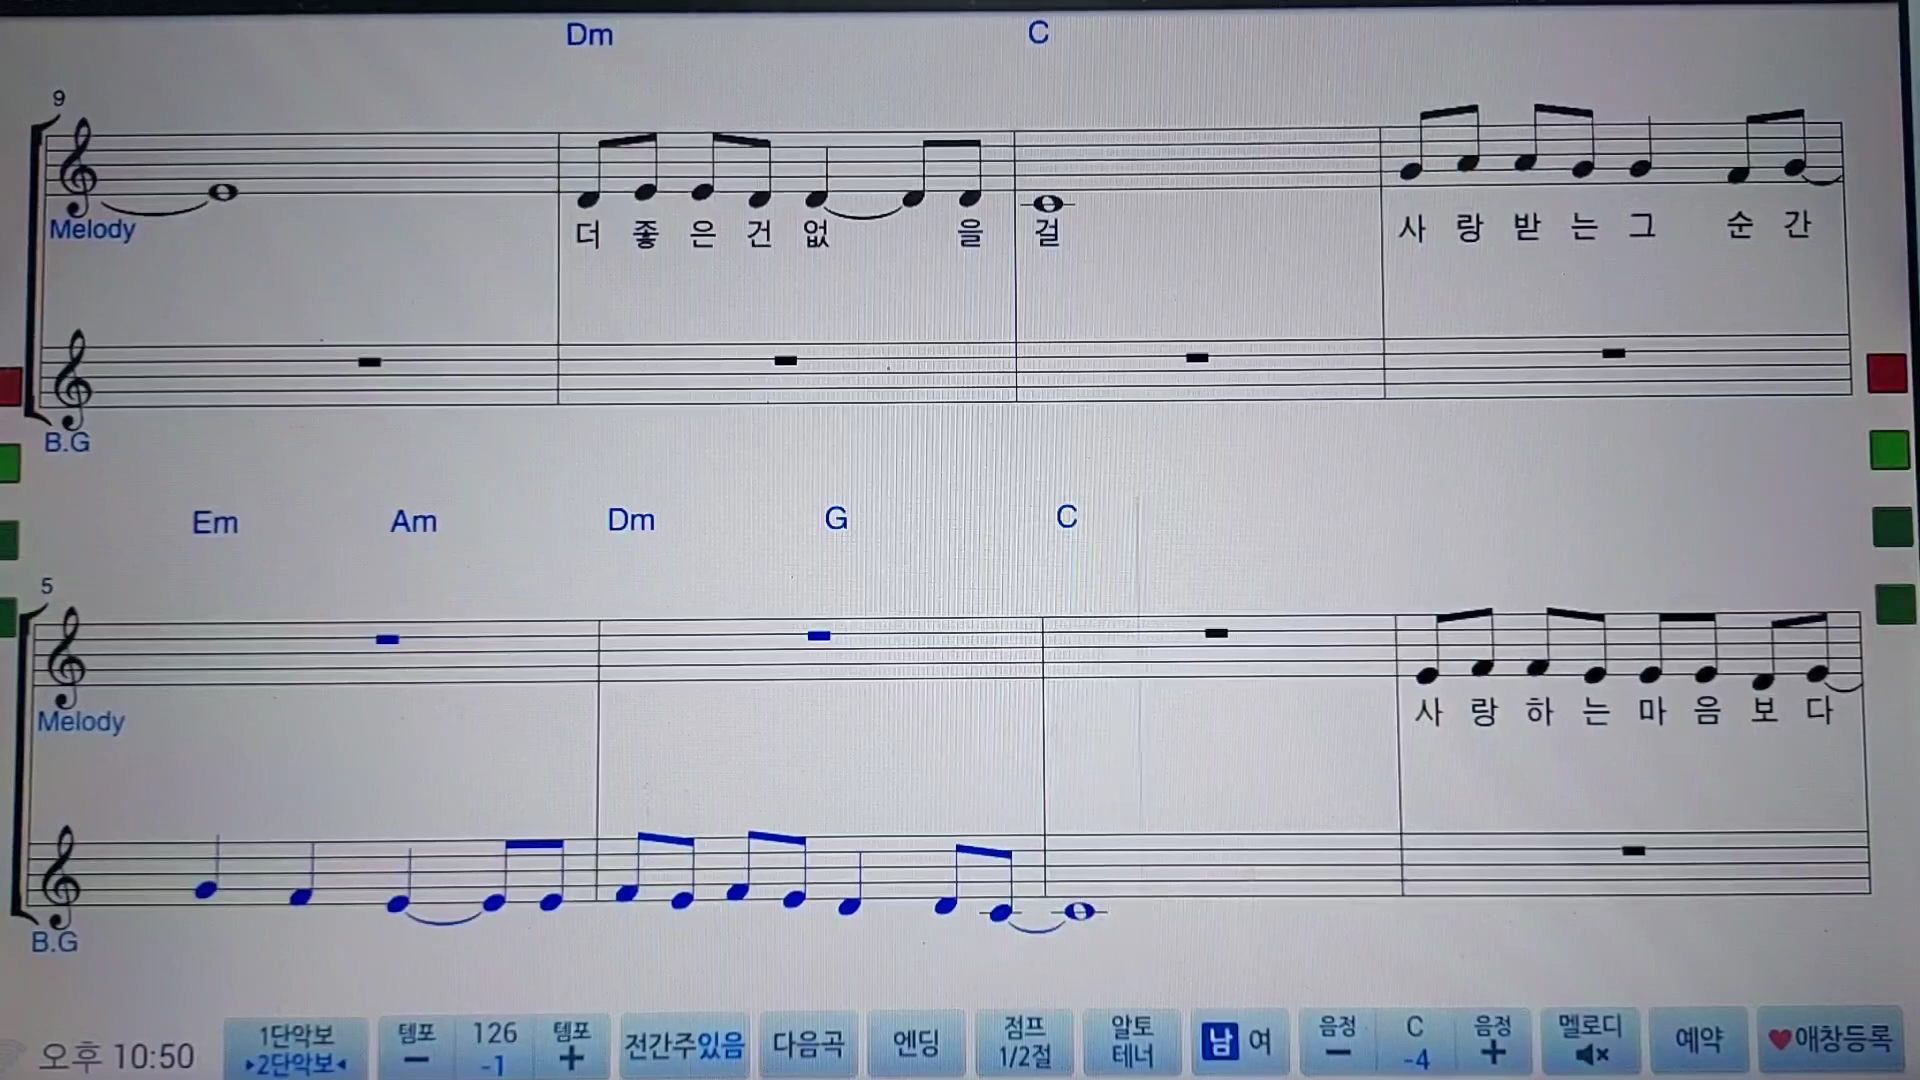 Dm C
9
Melody
더 좋 은 건 없 을 걸 사 랑 받 는 그 순 간
B.G
Em Am Dm G C
5
Melody
사 랑 하 는 마 음 보 다
B.G
오후 10:50
1단악보
▸2단악보◂
템포 −
126
-1
템포 +
전간주있음
다음곡
엔딩
점프
1/2절
알토
테너
남 여
음정 −
C
-4
음정 +
멜로디
예약
♥애창등록